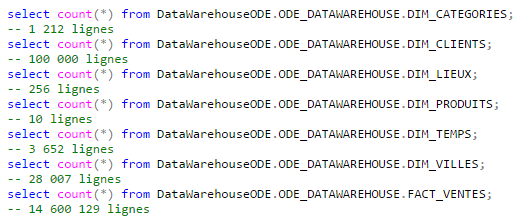 select count(*) from DataWarehouseODE.ODE_DATAWAREHOUSE.DIM_CATEGORIES;
-- 1 212 lignes
select count(*) from DataWarehouseODE.ODE_DATAWAREHOUSE.DIM_CLIENTS;
-- 100 000 lignes
select count(*) from DataWarehouseODE.ODE_DATAWAREHOUSE.DIM_LIEUX;
-- 256 lignes
select count(*) from DataWarehouseODE.ODE_DATAWAREHOUSE.DIM_PRODUITS;
-- 10 lignes
select count(*) from DataWarehouseODE.ODE_DATAWAREHOUSE.DIM_TEMPS;
-- 3 652 lignes
select count(*) from DataWarehouseODE.ODE_DATAWAREHOUSE.DIM_VILLES;
-- 28 007 lignes
select count(*) from DataWarehouseODE.ODE_DATAWAREHOUSE.FACT_VENTES;
-- 14 600 129 lignes